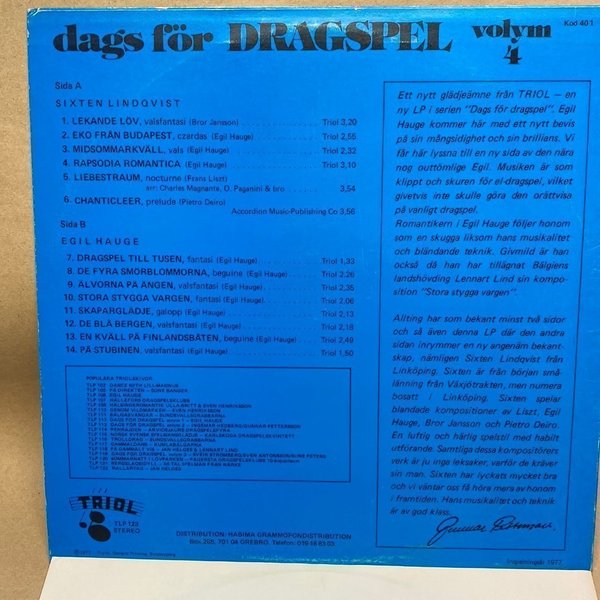 dags för DRAGSPEL volym 4
Kod 401
Sida A
SIXTEN LINDQVIST
1. LEKANDE LÖV, valsfantasi (Bror Jansson) Triol 3,20
2. EKO FRÅN BUDAPEST, czardas (Egil Hauge) Triol 2,55
3. MIDSOMMARKVÄLL, vals (Egil Hauge) Triol 2,32
4. RAPSODIA ROMANTICA (Egil Hauge) Triol 3,10
5. LIEBESTRAUM, nocturne (Frans Liszt)
arr: Charles Magnanta, D. Paganini & Isro 3,54
6. CHANTICLEER, prelude (Pietro Deiro)
Accordion Music-Publishing Co 3,56
Sida B
EGIL HAUGE
7. DRAGSPEL TILL TUSEN, fantasi (Egil Hauge) Triol 1,33
8. DE FYRA SMÖRBLOMMORNA, beguine (Egil Hauge) Triol 2,26
9. ÄLVORNA PÅ ÄNGEN, valsfantasi (Egil Hauge) Triol 2,35
10. STORA STYGGA VARGEN, fantasi (Egil Hauge) Triol 2,06
11. SKAPARGLÄDJE, galopp (Egil Hauge) Triol 2,13
12. DE BLÅ BERGEN, valsfantasi (Egil Hauge) Triol 2,18
13. EN KVÄLL PÅ FINLANDSBÅTEN, beguine (Egil Hauge) Triol 2,49
14. PÅ STUBINEN, valsfantasi (Egil Hauge) Triol 1,50
POPULÄRA TRIOLSKIVOR:
TRIOL
TLP 123
STEREO
DISTRIBUTION: HABIMA GRAMMOFONDISTRIBUTION
Box 295, 701 04 ÖREBRO. Telefon: 019
Ett nytt glädjeämne från TRIOL – en
ny LP i serien "Dags för dragspel". Egil
Hauge kommer här med ett nytt bevis
på sin mångsidighet och sin brillians. Vi
får här lyssna till en ny sida av den nära
nog outtömlige Egil. Musiken är som
klippt och skuren för el-dragspel, vilket
givetvis inte skulle göra den orättvisa
på vanligt dragspel.
Romantikern i Egil Hauge följer honom
som en skugga liksom hans musikalitet
och bländande teknik. Givmild är han
också då han har tillägnat Bälgiens
landshövding Lennart Lind sin kom-
position "Stora stygga vargen".
Allting har som bekant minst två sidor
och så även denna LP där den andra
sidan inrymmer en ny angenäm bekant-
skap, nämligen Sixten Lindqvist från
Linköping. Sixten är från början små-
länning från Växjötrakten, men numera
bosatt i Linköping. Sixten spelar
blandade kompositioner av Liszt, Egil
Hauge, Bror Jansson och Pietro Deiro.
En luftig och härlig spelstil med habilt
utförande. Samtliga dessa kompositörers
verk är ju inga leksaker, varför de kräver
sin man. Sixten har lyckats mycket bra
och vi väntar oss få höra mera av honom
i framtiden. Hans musikalitet och teknik
är av god klass.
Inspelningsår 1977